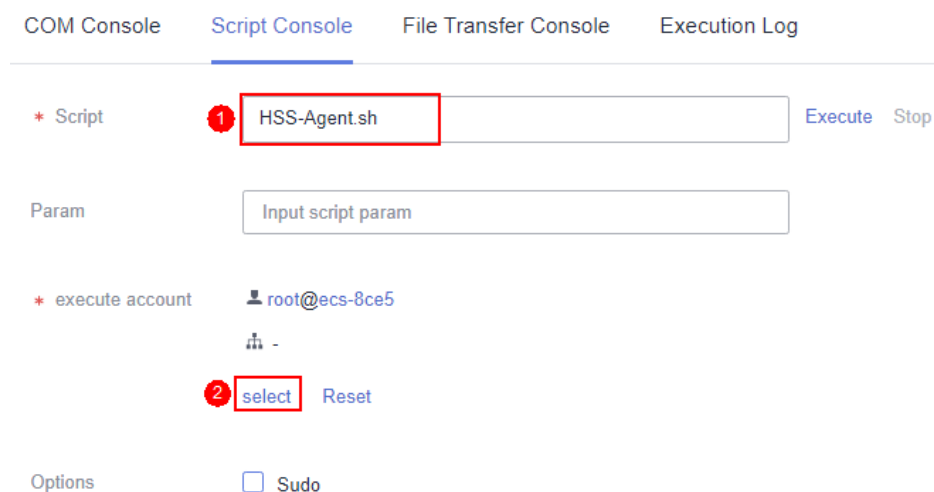 COM Console Script Console File Transfer Console Execution Log
* Script 1 HSS-Agent.sh Execute Stop
Param Input script param
* execute account root@ecs-8ce5
-
2 select Reset
Options Sudo